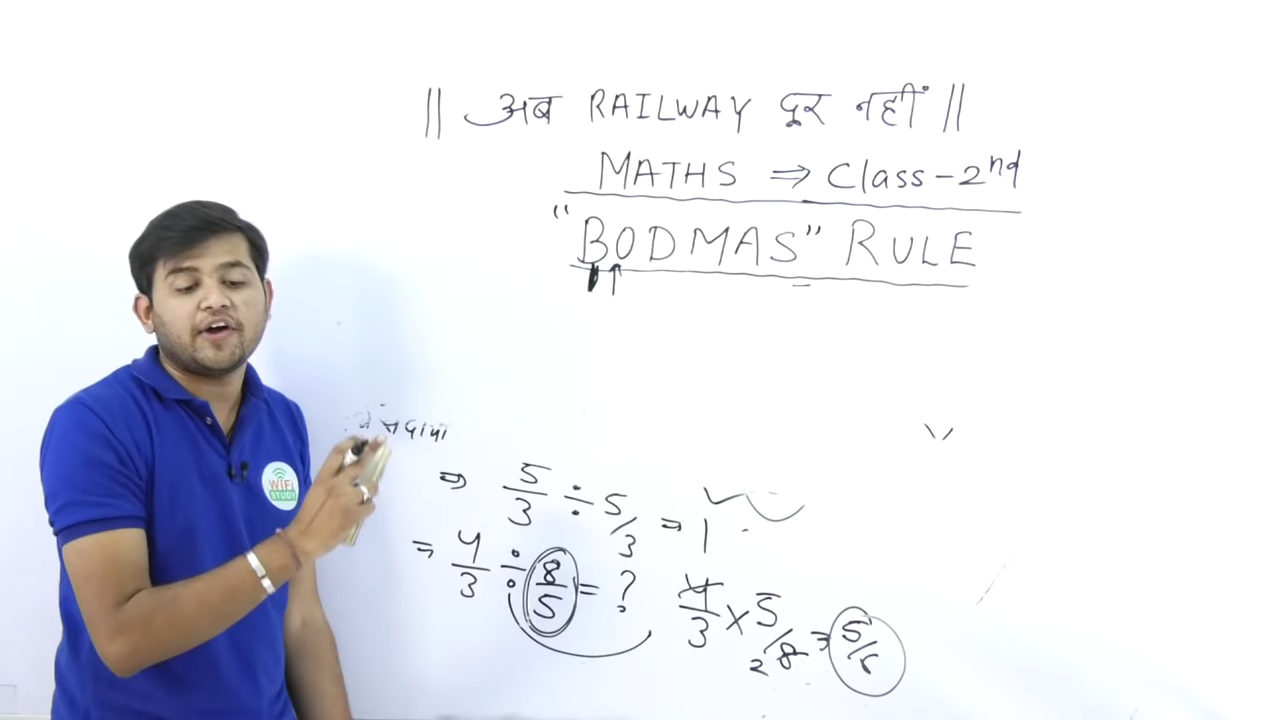 || अब RAILWAY दूर नहीं ||
MATHS ⇒ Class-2nd
"BODMAS" RULE
⇒ 5/3 ÷ 5/3 ⇒ 1
= 4/3 ÷ 8/5 = ? 4/3 × 5/8 2 ⇒ 5/6
WiFi
STUDY